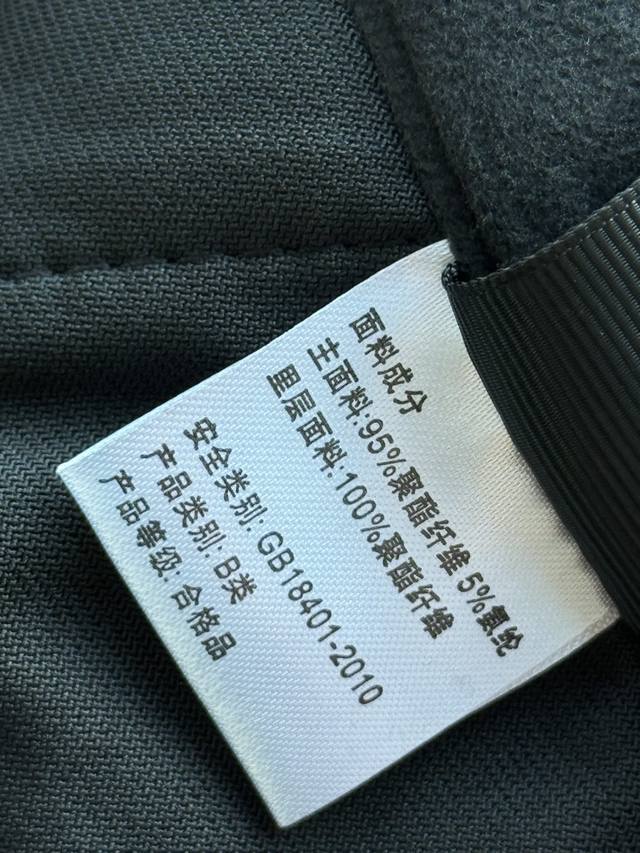 面料成分
主面料:95%聚酯纤维 5%氨纶
里层面料:100%聚酯纤维
安全类别: GB18401-2010
产品类别: B类
产品等级: 合格品